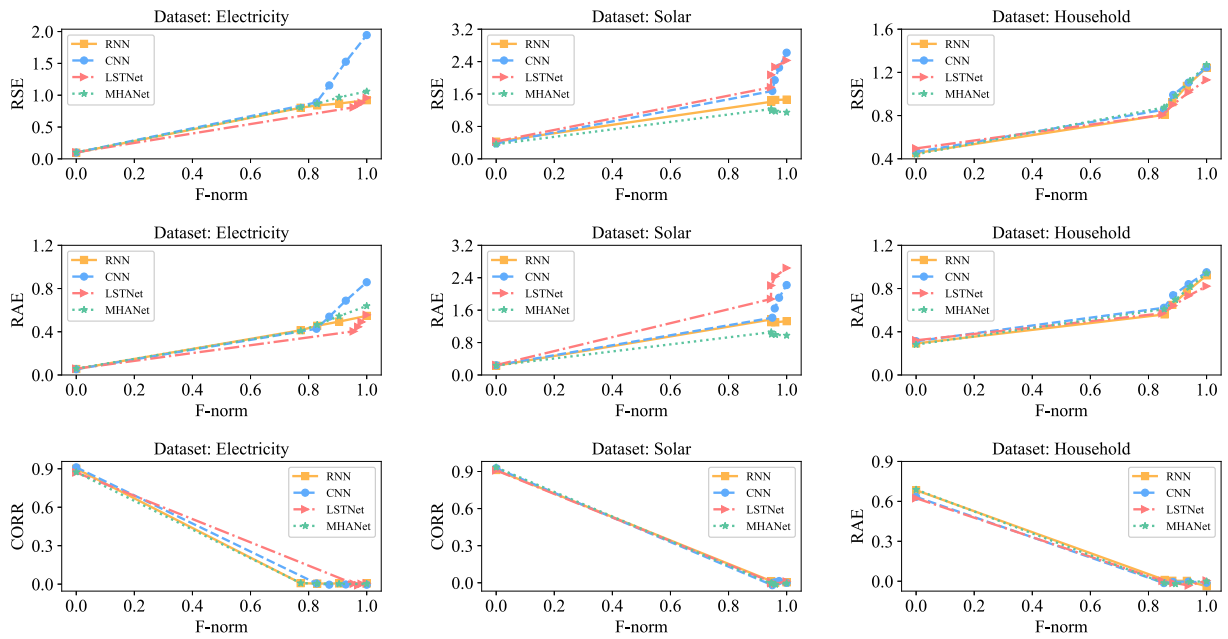 Dataset: Electricity
RSE
2.0
1.5
1.0
0.5
0.0
RNN
CNN
LSTNet
MHANet
0.0 0.2 0.4 0.6 0.8 1.0
F-norm
Dataset: Solar
RSE
3.2
2.4
1.6
0.8
0.0
RNN
CNN
LSTNet
MHANet
0.0 0.2 0.4 0.6 0.8 1.0
F-norm
Dataset: Household
RSE
1.6
1.2
0.8
0.4
RNN
CNN
LSTNet
MHANet
0.0 0.2 0.4 0.6 0.8 1.0
F-norm
Dataset: Electricity
RAE
1.2
0.8
0.4
0.0
RNN
CNN
LSTNet
MHANet
0.0 0.2 0.4 0.6 0.8 1.0
F-norm
Dataset: Solar
RAE
3.2
2.4
1.6
0.8
0.0
RNN
CNN
LSTNet
MHANet
0.0 0.2 0.4 0.6 0.8 1.0
F-norm
Dataset: Household
RAE
1.2
0.8
0.4
0.0
RNN
CNN
LSTNet
MHANet
0.0 0.2 0.4 0.6 0.8 1.0
F-norm
Dataset: Electricity
CORR
0.9
0.6
0.3
0.0
RNN
CNN
LSTNet
MHANet
0.0 0.2 0.4 0.6 0.8 1.0
F-norm
Dataset: Solar
CORR
0.9
0.6
0.3
0.0
RNN
CNN
LSTNet
MHANet
0.0 0.2 0.4 0.6 0.8 1.0
F-norm
Dataset: Household
RAE
0.9
0.6
0.3
0.0
RNN
CNN
LSTNet
MHANet
0.0 0.2 0.4 0.6 0.8 1.0
F-norm